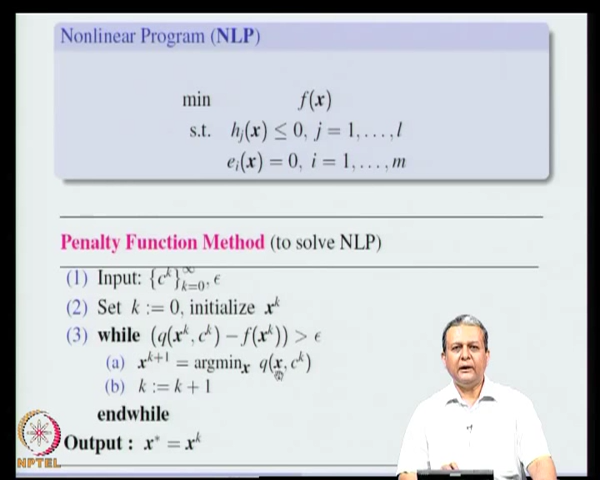 Nonlinear Program (NLP)
min f(x)
s.t. h_j(x) ≤ 0, j = 1, . . . , l
e_i(x) = 0, i = 1, . . . , m
Penalty Function Method (to solve NLP)
(1) Input: {c^k}_{k=0}^∞, ϵ
(2) Set k := 0, initialize x^k
(3) while (q(x^k, c^k) − f(x^k)) > ϵ
(a) x^{k+1} = argmin_x q(x, c^k)
(b) k := k + 1
endwhile
Output : x* = x^k
NPTEL